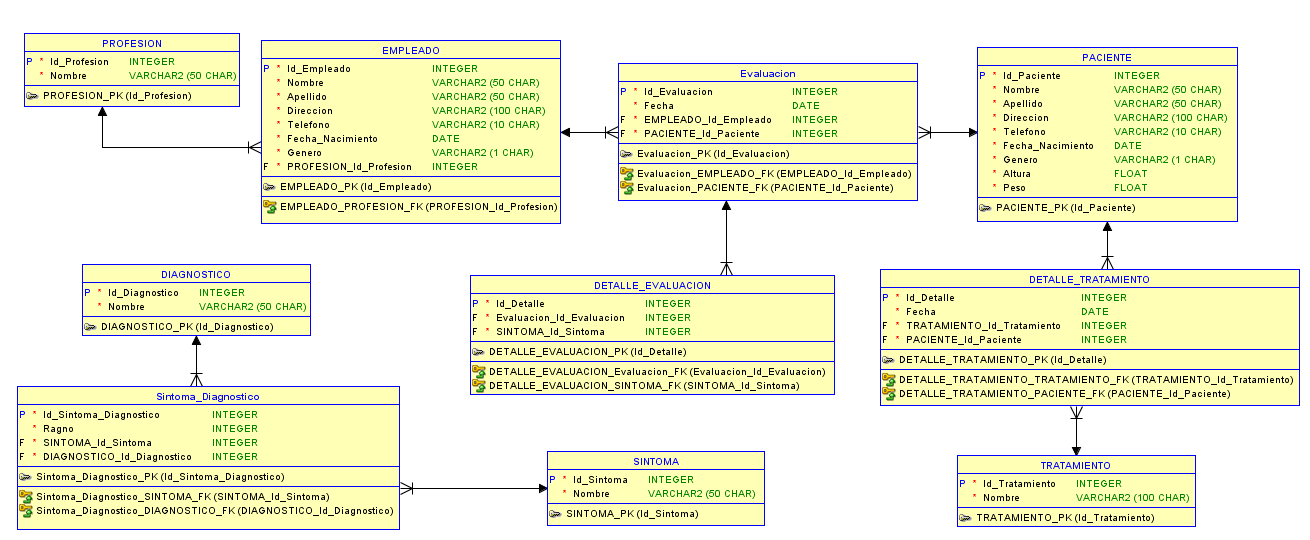 PROFESION
P * Id_Profesion INTEGER
* Nombre VARCHAR2 (50 CHAR)
PROFESION_PK (Id_Profesion)
EMPLEADO
P * Id_Empleado INTEGER
* Nombre VARCHAR2 (50 CHAR)
* Apellido VARCHAR2 (50 CHAR)
* Direccion VARCHAR2 (100 CHAR)
* Telefono VARCHAR2 (10 CHAR)
* Fecha_Nacimiento DATE
* Genero VARCHAR2 (1 CHAR)
F * PROFESION_Id_Profesion INTEGER
EMPLEADO_PK (Id_Empleado)
EMPLEADO_PROFESION_FK (PROFESION_Id_Profesion)
Evaluacion
P * Id_Evaluacion INTEGER
* Fecha DATE
F * EMPLEADO_Id_Empleado INTEGER
F * PACIENTE_Id_Paciente INTEGER
Evaluacion_PK (Id_Evaluacion)
Evaluacion_EMPLEADO_FK (EMPLEADO_Id_Empleado)
Evaluacion_PACIENTE_FK (PACIENTE_Id_Paciente)
PACIENTE
P * Id_Paciente INTEGER
* Nombre VARCHAR2 (50 CHAR)
* Apellido VARCHAR2 (50 CHAR)
* Direccion VARCHAR2 (100 CHAR)
* Telefono VARCHAR2 (10 CHAR)
* Fecha_Nacimiento DATE
* Genero VARCHAR2 (1 CHAR)
* Altura FLOAT
* Peso FLOAT
PACIENTE_PK (Id_Paciente)
DIAGNOSTICO
P * Id_Diagnostico INTEGER
* Nombre VARCHAR2 (50 CHAR)
DIAGNOSTICO_PK (Id_Diagnostico)
DETALLE_EVALUACION
P * Id_Detalle INTEGER
F * Evaluacion_Id_Evaluacion INTEGER
F * SINTOMA_Id_Sintoma INTEGER
DETALLE_EVALUACION_PK (Id_Detalle)
DETALLE_EVALUACION_Evaluacion_FK (Evaluacion_Id_Evaluacion)
DETALLE_EVALUACION_SINTOMA_FK (SINTOMA_Id_Sintoma)
DETALLE_TRATAMIENTO
P * Id_Detalle INTEGER
* Fecha DATE
F * TRATAMIENTO_Id_Tratamiento INTEGER
F * PACIENTE_Id_Paciente INTEGER
DETALLE_TRATAMIENTO_PK (Id_Detalle)
DETALLE_TRATAMIENTO_TRATAMIENTO_FK (TRATAMIENTO_Id_Tratamiento)
DETALLE_TRATAMIENTO_PACIENTE_FK (PACIENTE_Id_Paciente)
Sintoma_Diagnostico
P * Id_Sintoma_Diagnostico INTEGER
* Ragno INTEGER
F * SINTOMA_Id_Sintoma INTEGER
F * DIAGNOSTICO_Id_Diagnostico INTEGER
Sintoma_Diagnostico_PK (Id_Sintoma_Diagnostico)
Sintoma_Diagnostico_SINTOMA_FK (SINTOMA_Id_Sintoma)
Sintoma_Diagnostico_DIAGNOSTICO_FK (DIAGNOSTICO_Id_Diagnostico)
SINTOMA
P * Id_Sintoma INTEGER
* Nombre VARCHAR2 (50 CHAR)
SINTOMA_PK (Id_Sintoma)
TRATAMIENTO
P * Id_Tratamiento INTEGER
* Nombre VARCHAR2 (100 CHAR)
TRATAMIENTO_PK (Id_Tratamiento)